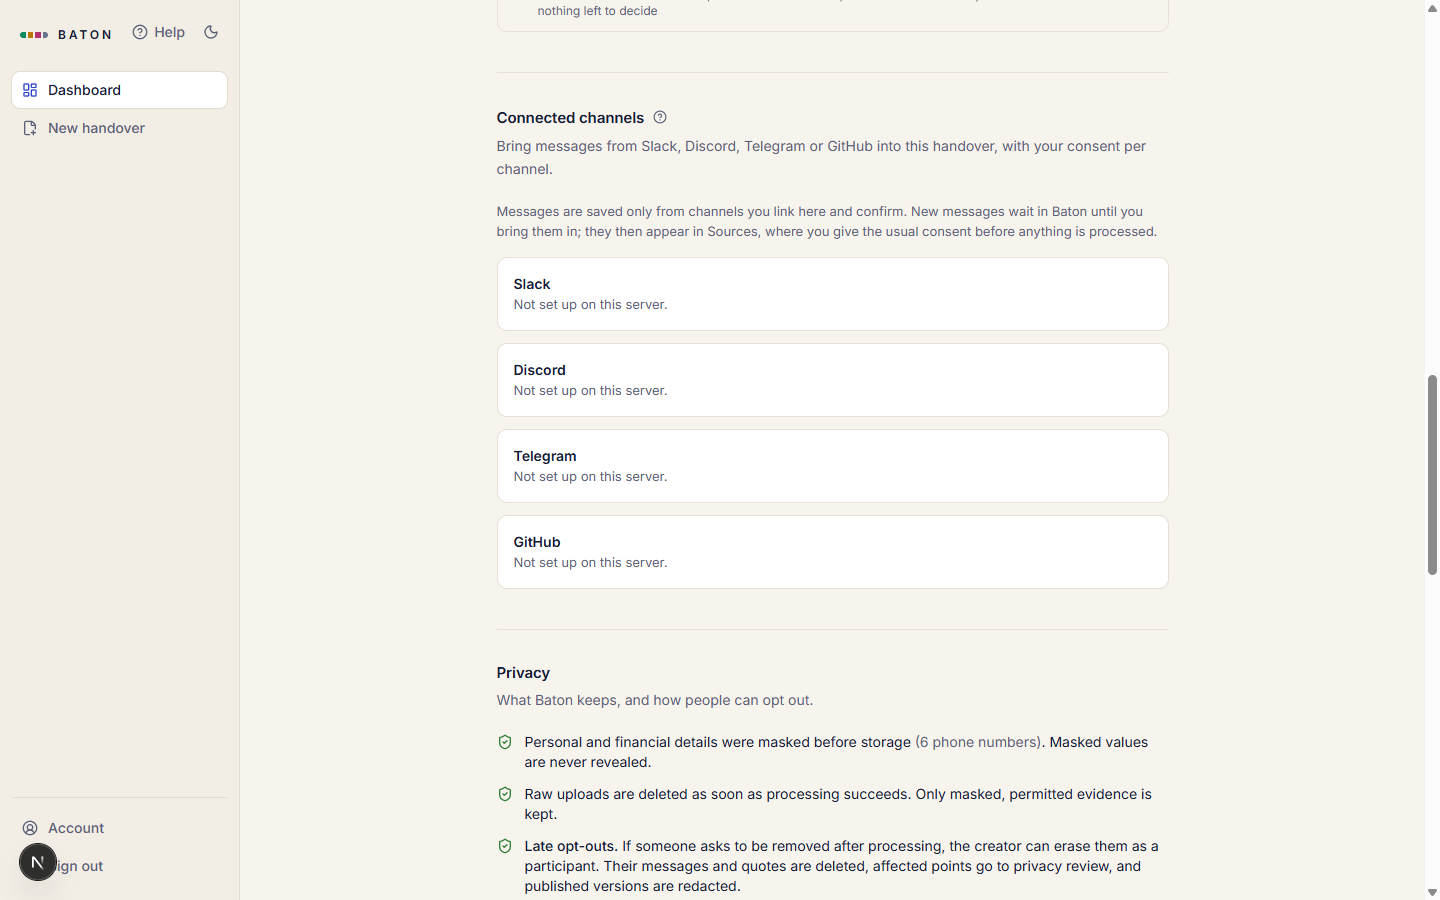 BATON
Help
Dashboard
New handover
nothing left to decide
Connected channels
Bring messages from Slack, Discord, Telegram or GitHub into this handover, with your consent per
channel.
Messages are saved only from channels you link here and confirm. New messages wait in Baton until you
bring them in; they then appear in Sources, where you give the usual consent before anything is processed.
Slack
Not set up on this server.
Discord
Not set up on this server.
Telegram
Not set up on this server.
GitHub
Not set up on this server.
Privacy
What Baton keeps, and how people can opt out.
Personal and financial details were masked before storage (6 phone numbers). Masked values
are never revealed.
Raw uploads are deleted as soon as processing succeeds. Only masked, permitted evidence is
kept.
Late opt-outs. If someone asks to be removed after processing, the creator can erase them as a
participant. Their messages and quotes are deleted, affected points go to privacy review, and
published versions are redacted.
Account
N
ign out